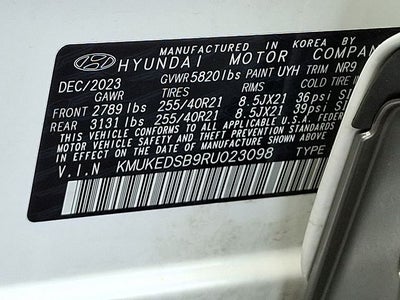 MANUFACTURED IN KOREA BY
HYUNDAI MOTOR COMPA
DEC/2023 GVWR 5820 lbs PAINT UYH TRIM NR9
GAWR TIRES RIMS COLD TIRE
FRONT 2789 lbs 255/40R21 8.5JX21 36psi
REAR 3131 lbs 255/40R21 8.5JX21 39psi
THIS VEHICLE CONFORMS TO ALL APPLICABLE U.S.A. FEDERAL
MOTOR VEHICLE SAFETY, BUMPER, AND
THEFT PREVENTION STANDARDS IN EFFECT ON THE
DATE OF MANUFACTURE SHOWN ABOVE.
V.I.N KMUKEDSB9RU023098 TYPE